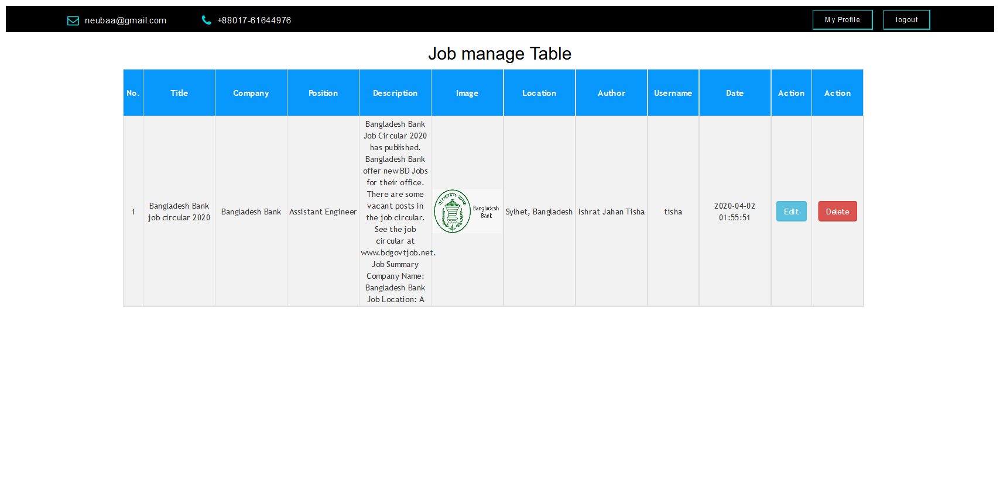 neubaa@gmail.com
+88017-61644976
My Profile
logout
Job manage Table
No.
Title
Company
Position
Description
Image
Location
Author
Username
Date
Action
Action
1
Bangladesh Bank
job circular 2020
Bangladesh Bank
Assistant Engineer
Bangladesh Bank
Job Circular 2020
has published.
Bangladesh Bank
offer new BD Jobs
for their office.
There are some
vacant posts in
the job circular.
See the job
circular at
www.bdgovtjob.net.
Job Summary
Company Name:
Bangladesh Bank
Job Location: A
Bangladesh
Bank
Sylhet, Bangladesh
Ishrat Jahan Tisha
tisha
2020-04-02
01:55:51
Edit
Delete